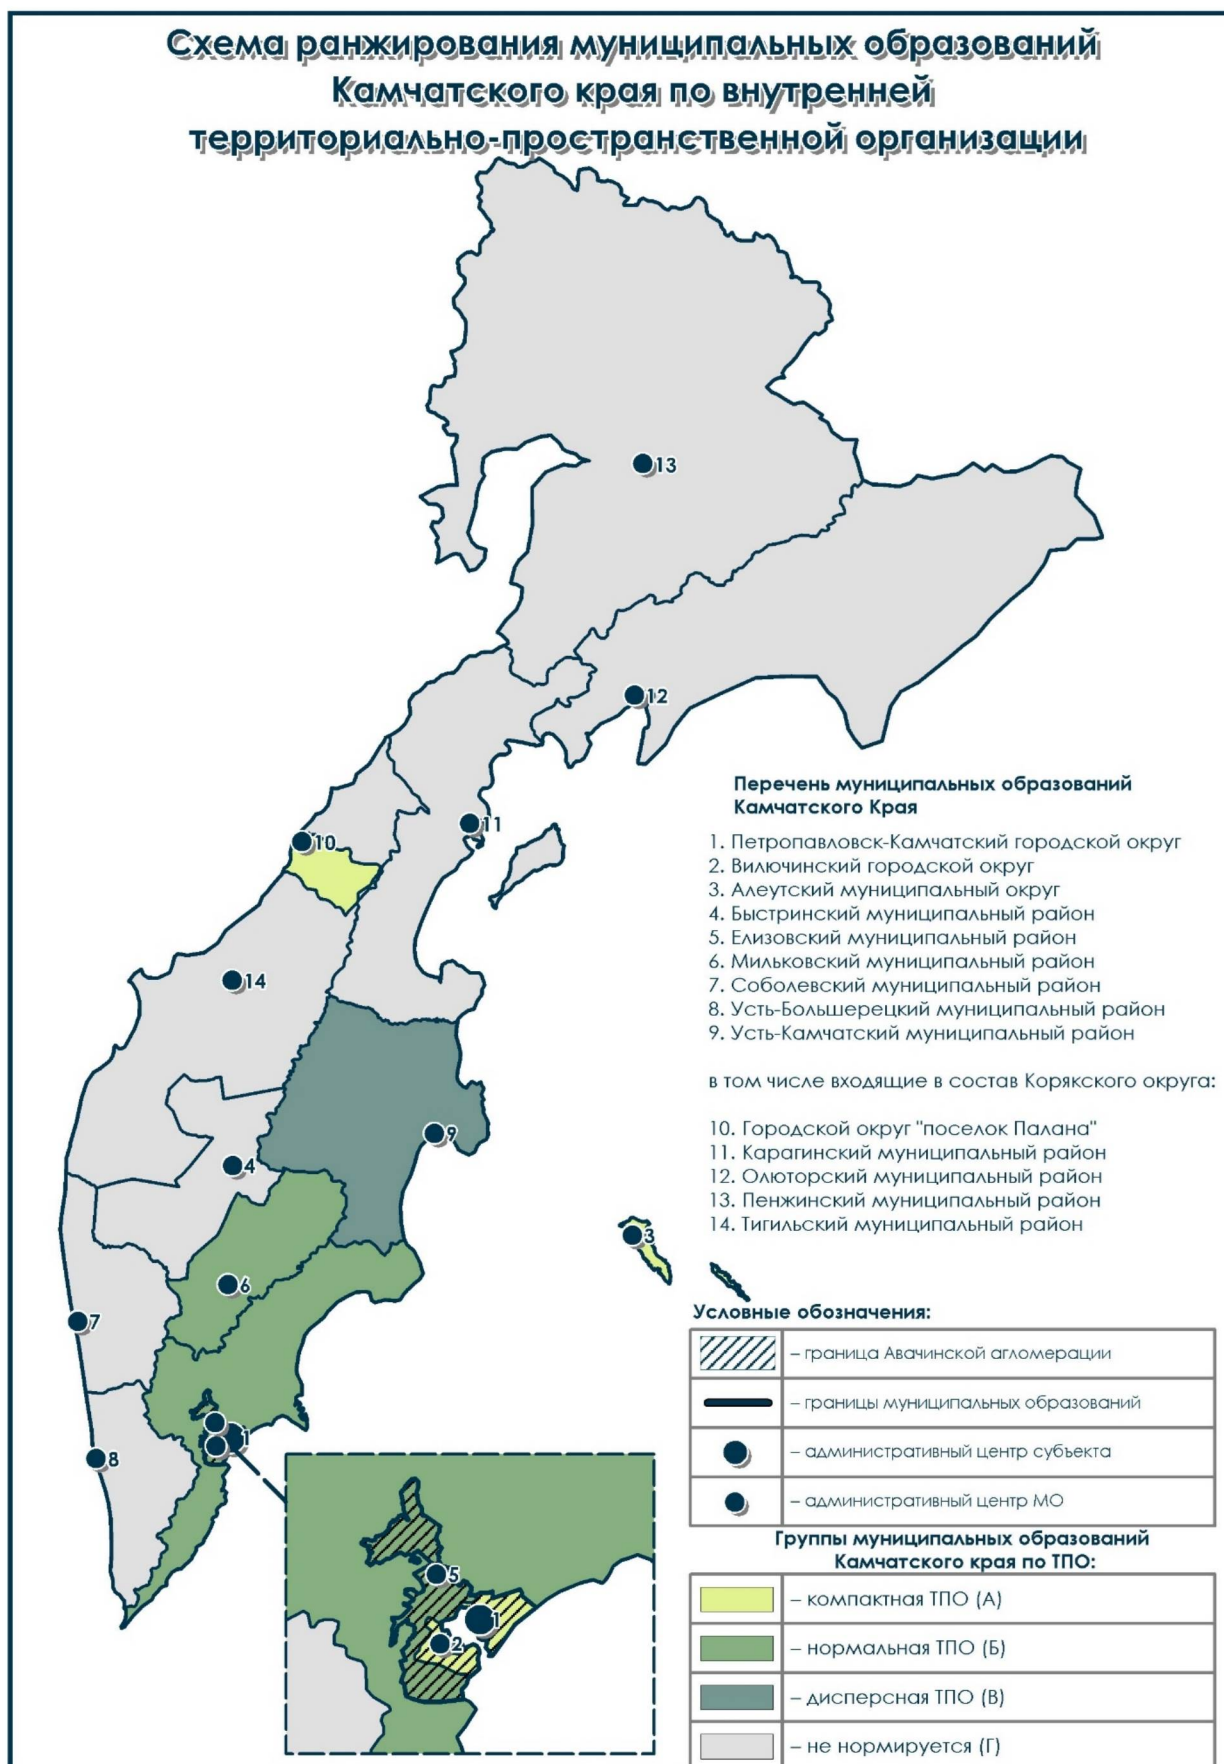 Схема ранжирования муниципальных образований
Камчатского края по внутренней
территориально-пространственной организации
13
12
11
10
14
9
4
3
6
7
1
8
5
1
2
Перечень муниципальных образований
Камчатского Края
1. Петропавловск-Камчатский городской округ
2. Вилючинский городской округ
3. Алеутский муниципальный округ
4. Быстринский муниципальный район
5. Елизовский муниципальный район
6. Мильковский муниципальный район
7. Соболевский муниципальный район
8. Усть-Большерецкий муниципальный район
9. Усть-Камчатский муниципальный район
в том числе входящие в состав Корякского округа:
10. Городской округ "поселок Палана"
11. Карагинский муниципальный район
12. Олюторский муниципальный район
13. Пенжинский муниципальный район
14. Тигильский муниципальный район
Условные обозначения:
– граница Авачинской агломерации
– границы муниципальных образований
– административный центр субъекта
– административный центр МО
Группы муниципальных образований
Камчатского края по ТПО:
– компактная ТПО (А)
– нормальная ТПО (Б)
– дисперсная ТПО (В)
– не нормируется (Г)